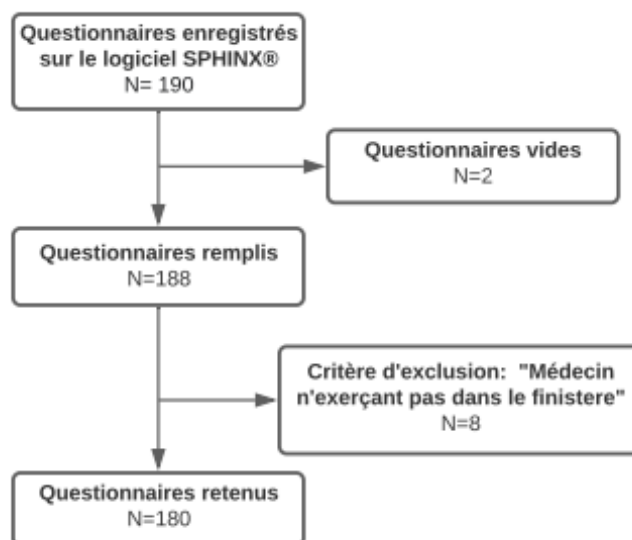 Questionnaires enregistrés
sur le logiciel SPHINX®
N= 190
Questionnaires vides
N=2
Questionnaires remplis
N=188
Critère d'exclusion: "Médecin
n'exerçant pas dans le finistere"
N=8
Questionnaires retenus
N=180